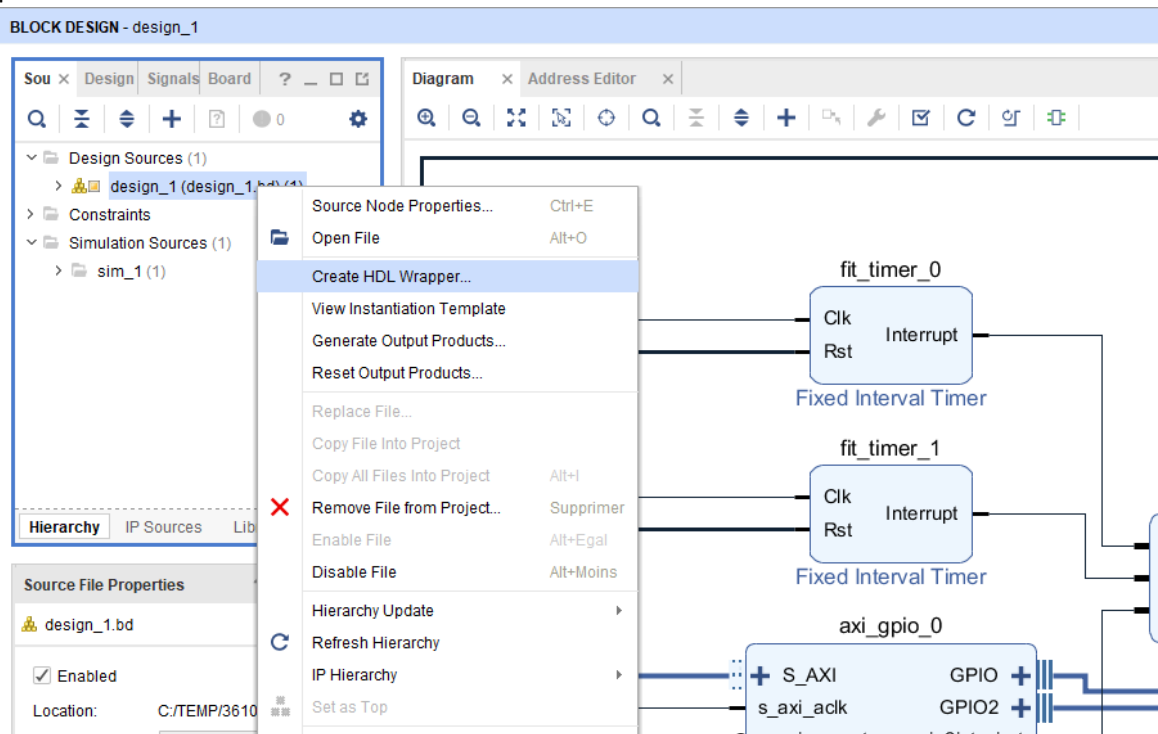 BLOCK DESIGN - design_1
Sou × Design Signals Board ?
0
Design Sources (1)
design_1 (design_1.bd) (1)
Constraints
Simulation Sources (1)
sim_1 (1)
Hierarchy IP Sources Lib
Source File Properties
design_1.bd
Enabled
Location: C:/TEMP/3610
Source Node Properties... Ctrl+E
Open File Alt+O
Create HDL Wrapper...
View Instantiation Template
Generate Output Products...
Reset Output Products...
Replace File...
Copy File Into Project
Copy All Files Into Project Alt+I
Remove File from Project... Supprimer
Enable File Alt+Egal
Disable File Alt+Moins
Hierarchy Update
Refresh Hierarchy
IP Hierarchy
Set as Top
Diagram × Address Editor ×
fit_timer_0
Clk
Interrupt
Rst
Fixed Interval Timer
fit_timer_1
Clk
Interrupt
Rst
Fixed Interval Timer
axi_gpio_0
S_AXI GPIO
s_axi_aclk GPIO2